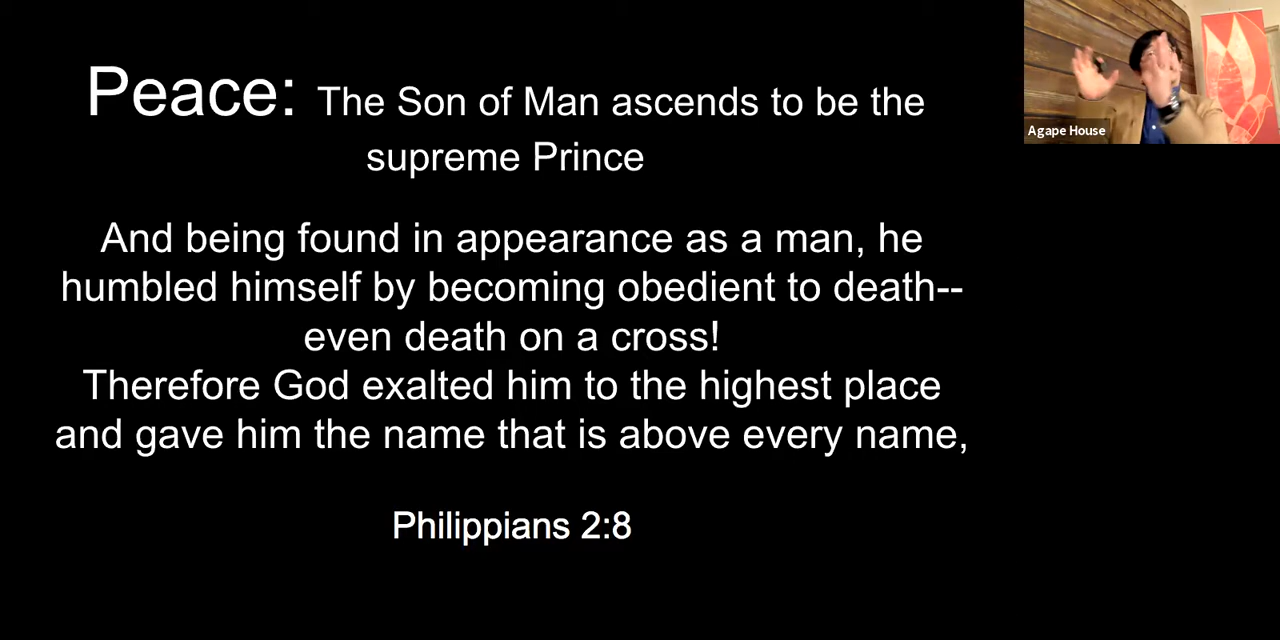 Peace: The Son of Man ascends to be the
supreme Prince
And being found in appearance as a man, he
humbled himself by becoming obedient to death--
even death on a cross!
Therefore God exalted him to the highest place
and gave him the name that is above every name,
Philippians 2:8
Agape House